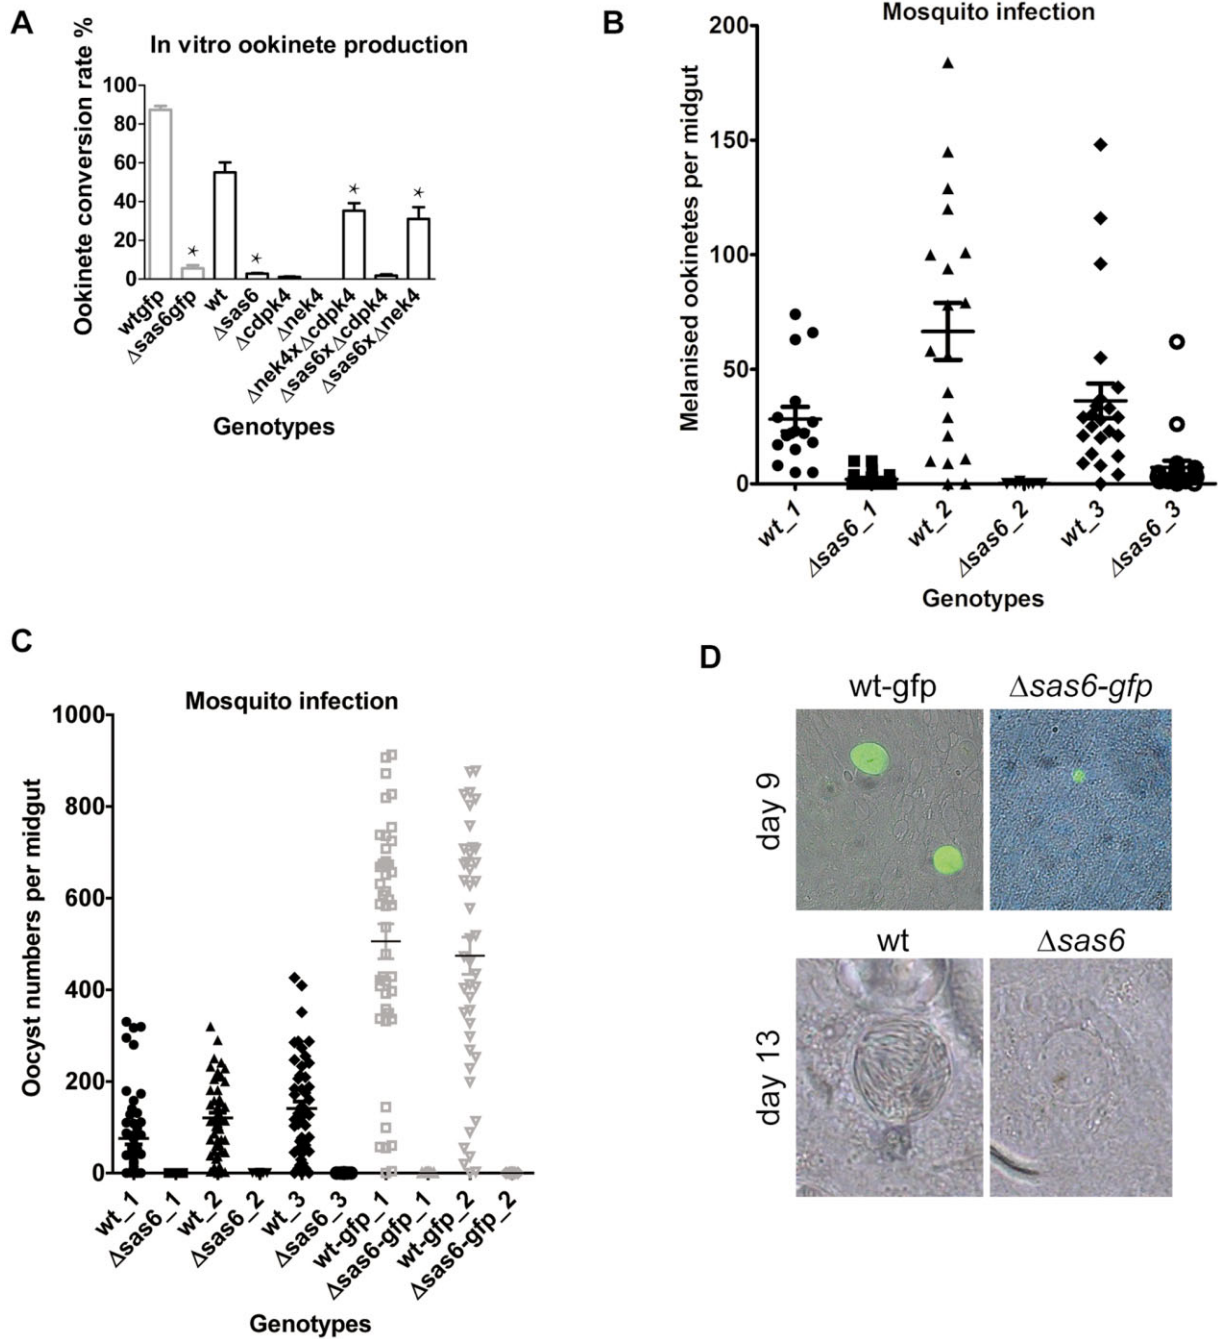 A
In vitro ookinete production
Ookinete conversion rate %
100
80
60
40
20
0
*
*
*
*
wtgfp
Δsas6gfp
wt
Δsas6
Δcdpk4
Δnek4
Δnek4xΔcdpk4
Δsas6xΔcdpk4
Δsas6xΔnek4
Genotypes
B
Mosquito infection
Melanised ookinetes per midgut
200
150
100
50
0
wt_1
Δsas6_1
wt_2
Δsas6_2
wt_3
Δsas6_3
Genotypes
C
Mosquito infection
Oocyst numbers per midgut
1000
800
600
400
200
0
wt_1
Δsas6_1
wt_2
Δsas6_2
wt_3
Δsas6_3
wt-gfp_1
Δsas6-gfp_1
wt-gfp_2
Δsas6-gfp_2
Genotypes
D
wt-gfp
Δsas6-gfp
day 9
wt
Δsas6
day 13